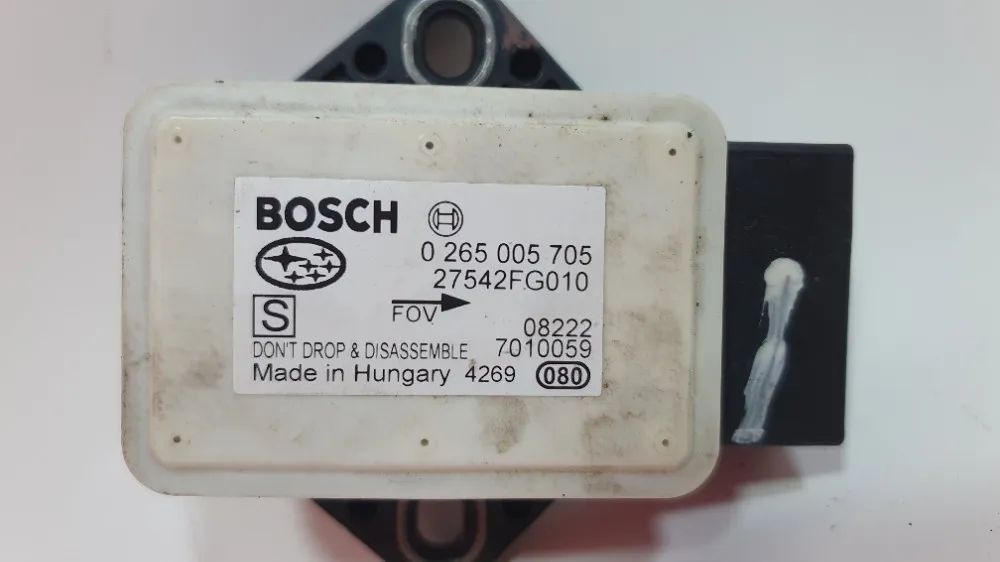 BOSCH
0 265 005 705
27542FG010
S
FOV
08222
DON'T DROP & DISASSEMBLE 7010059
Made in Hungary 4269 080